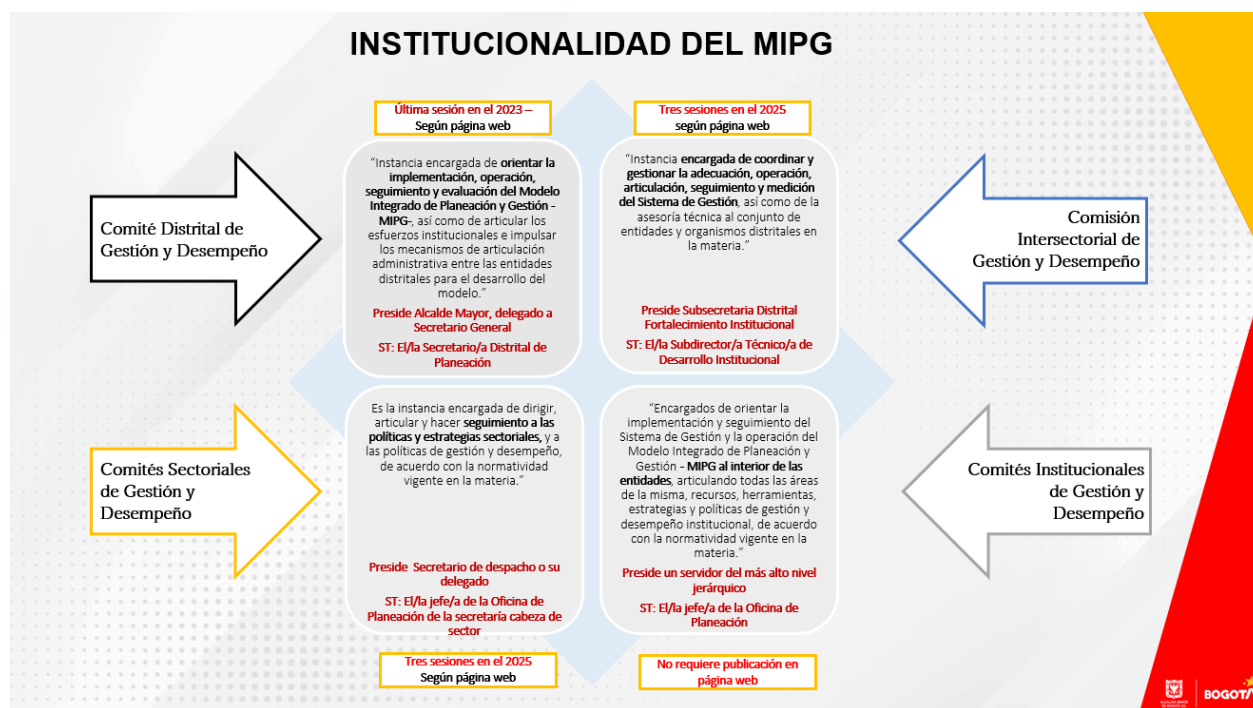 INSTITUCIONALIDAD DEL MIPG
Última sesión en el 2023 –
Según página web
Tres sesiones en el 2025
según página web
Comité Distrital de
Gestión y Desempeño
“Instancia encargada de orientar la
implementación, operación,
seguimiento y evaluación del Modelo
Integrado de Planeación y Gestión -
MIPG-, así como de articular los
esfuerzos institucionales e impulsar
los mecanismos de articulación
administrativa entre las entidades
distritales para el desarrollo del
modelo.”
Preside Alcalde Mayor, delegado a
Secretario General
ST: El/la Secretario/a Distrital de
Planeación
“Instancia encargada de coordinar y
gestionar la adecuación, operación,
articulación, seguimiento y medición
del Sistema de Gestión, así como de la
asesoría técnica al conjunto de
entidades y organismos distritales en
la materia.”
Preside Subsecretaria Distrital
Fortalecimiento Institucional
ST: El/la Subdirector/a Técnico/a de
Desarrollo Institucional
Comisión
Intersectorial de
Gestión y Desempeño
Comités Sectoriales
de Gestión y
Desempeño
Es la instancia encargada de dirigir,
articular y hacer seguimiento a las
políticas y estrategias sectoriales, y a
las políticas de gestión y desempeño,
de acuerdo con la normatividad
vigente en la materia.”
Preside Secretario de despacho o su
delegado
ST: El/la jefe/a de la Oficina de
Planeación de la secretaría cabeza de
sector
“Encargados de orientar la
implementación y seguimiento del
Sistema de Gestión y la operación del
Modelo Integrado de Planeación y
Gestión - MIPG al interior de las
entidades, articulando todas las áreas
de la misma, recursos, herramientas,
estrategias y políticas de gestión y
desempeño institucional, de acuerdo
con la normatividad vigente en la
materia.”
Preside un servidor del más alto nivel
jerárquico
ST: El/la jefe/a de la Oficina de
Planeación
Comités Institucionales
de Gestión y
Desempeño
Tres sesiones en el 2025
Según página web
No requiere publicación en
página web
ALCALDÍA MAYOR
DE BOGOTÁ D.C.
BOGOTÁ